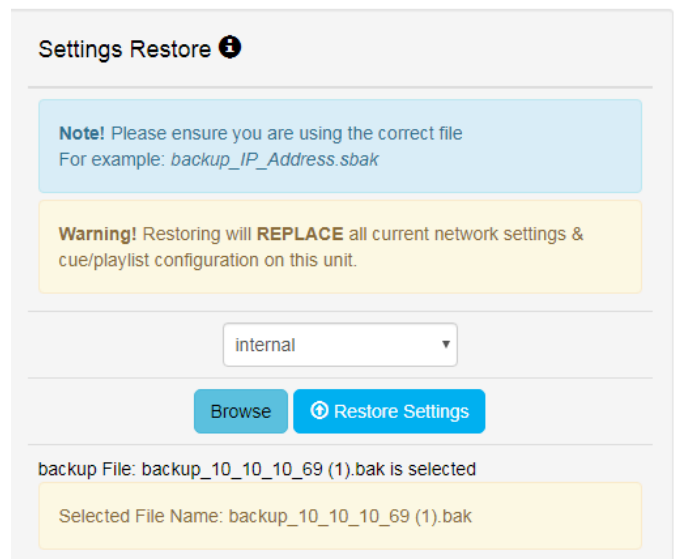 Settings Restore
Note! Please ensure you are using the correct file
For example: backup_IP_Address.sbak
Warning! Restoring will REPLACE all current network settings &
cue/playlist configuration on this unit.
internal
Browse
Restore Settings
backup File: backup_10_10_10_69 (1).bak is selected
Selected File Name: backup_10_10_10_69 (1).bak